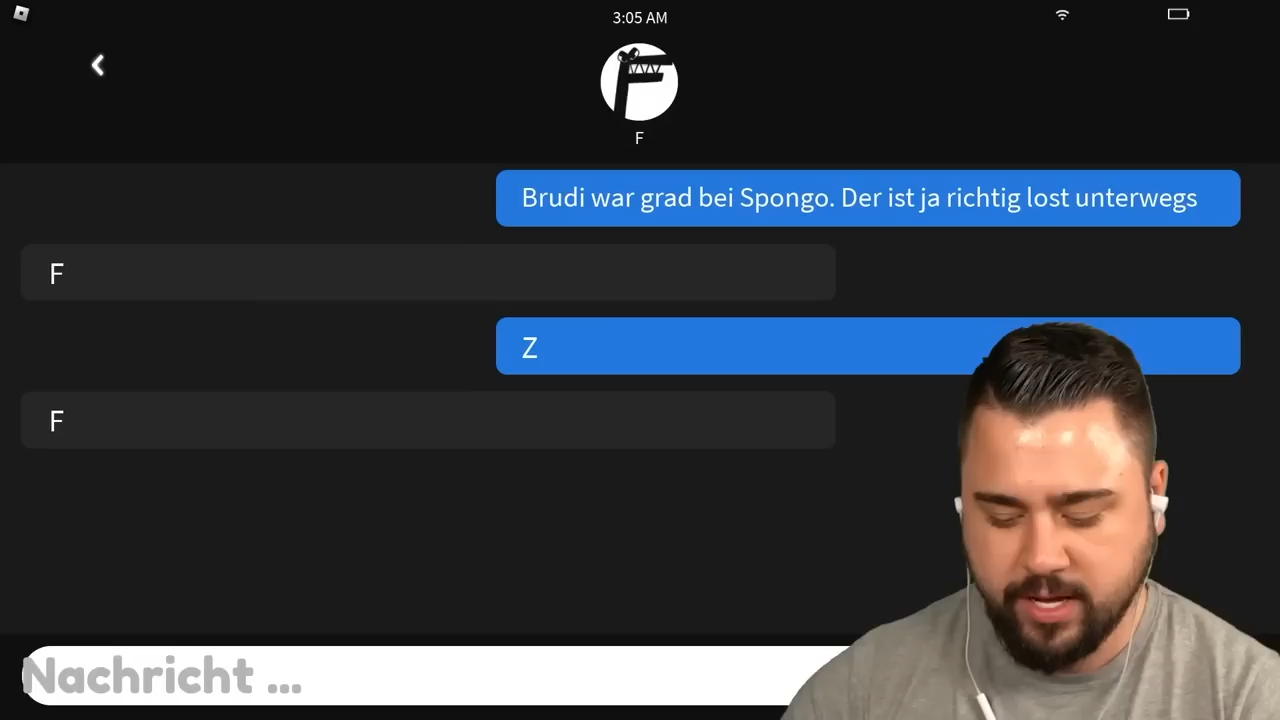 3:05 AM
F
F
Brudi war grad bei Spongo. Der ist ja richtig lost unterwegs
F
Z
F
Nachricht ...